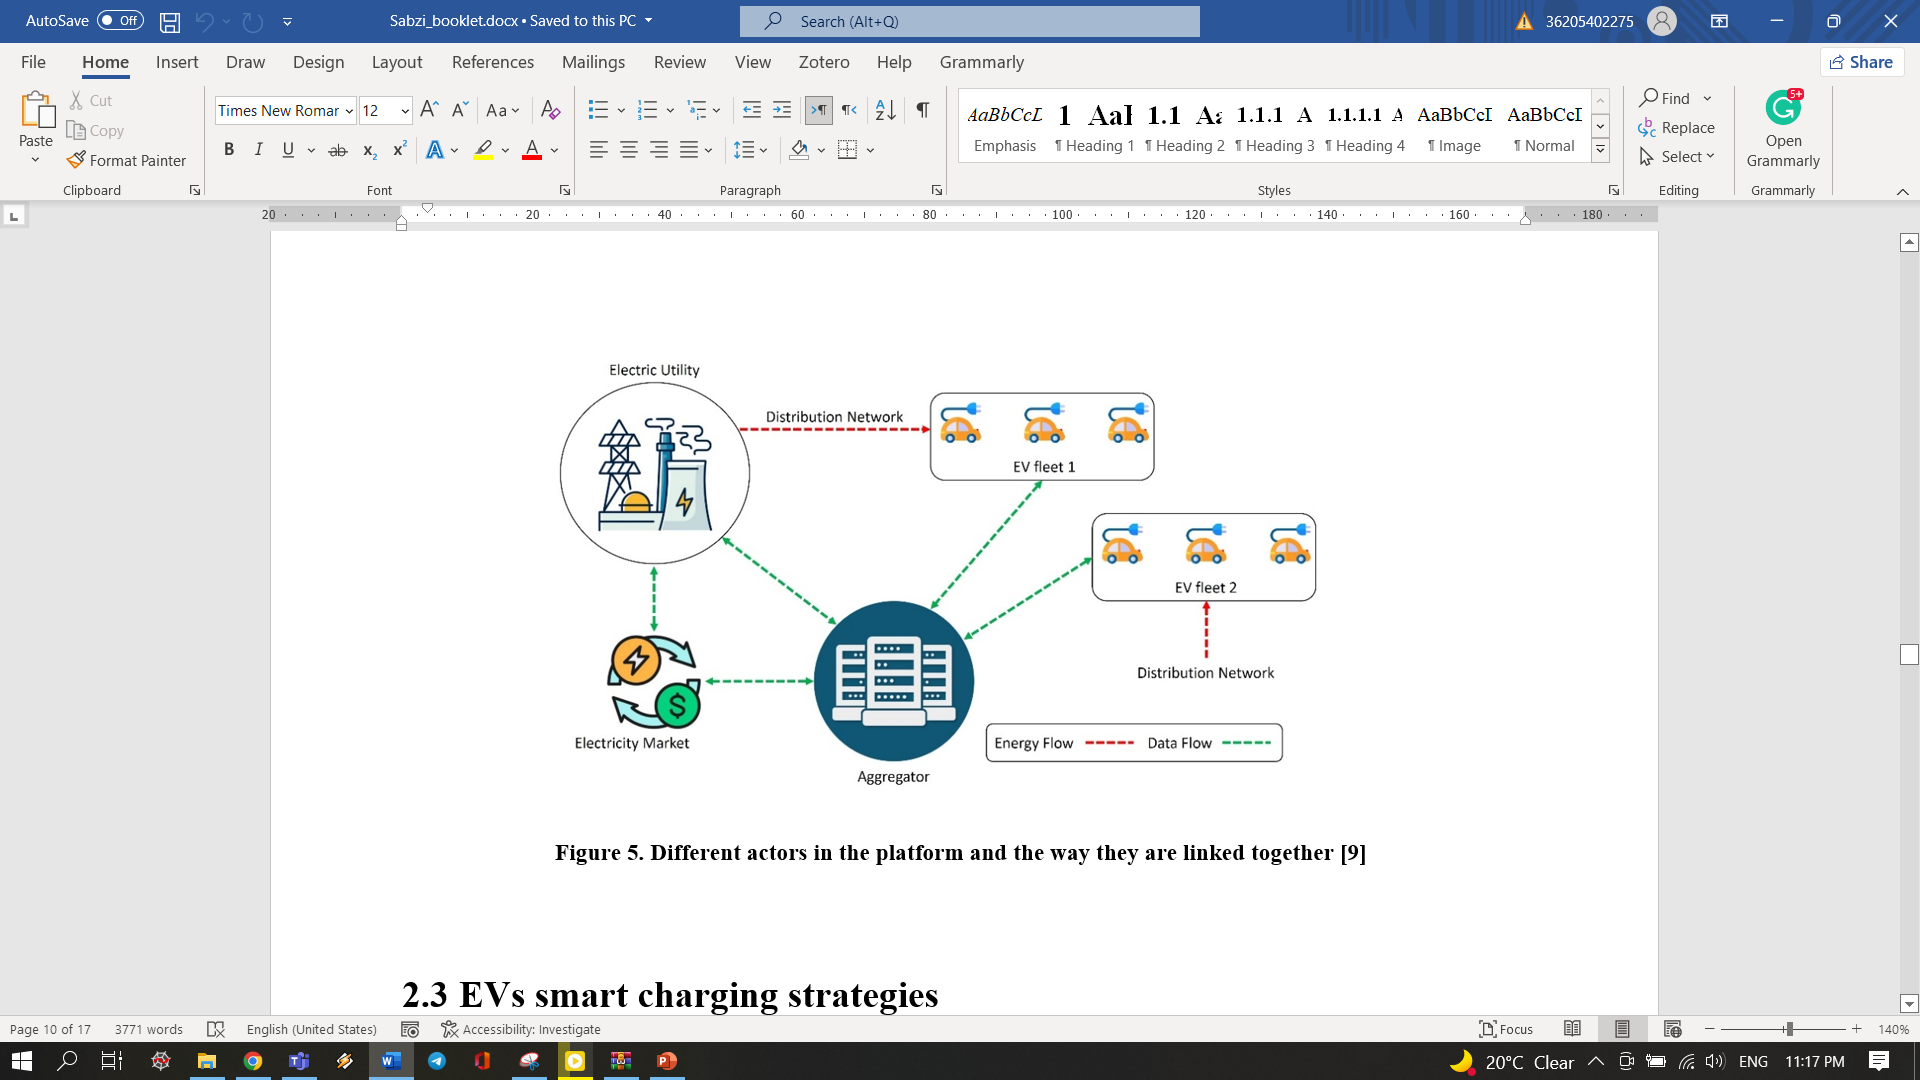 AutoSave Off Sabzi_booklet.docx • Saved to this PC Search (Alt+Q) 36205402275
File Home Insert Draw Design Layout References Mailings Review View Zotero Help Grammarly Share
Paste Cut Copy Format Painter
Clipboard
Times New Roman 12
Font
Paragraph
AaBbCcL 1 AaI 1.1 Aa 1.1.1 A 1.1.1.1 A AaBbCcI AaBbCcI
Emphasis ¶ Heading 1 ¶ Heading 2 ¶ Heading 3 ¶ Heading 4 ¶ Image ¶ Normal
Styles
Find
Replace
Select
Editing
5+
Open
Grammarly
Grammarly
20 20 40 60 80 100 120 140 160 180
Electric Utility
Distribution Network
EV fleet 1
EV fleet 2
Distribution Network
Electricity Market
Energy Flow Data Flow
Aggregator
Figure 5. Different actors in the platform and the way they are linked together [9]
2.3 EVs smart charging strategies
Page 10 of 17 3771 words English (United States) Accessibility: Investigate Focus 140%
20°C Clear ENG 11:17 PM